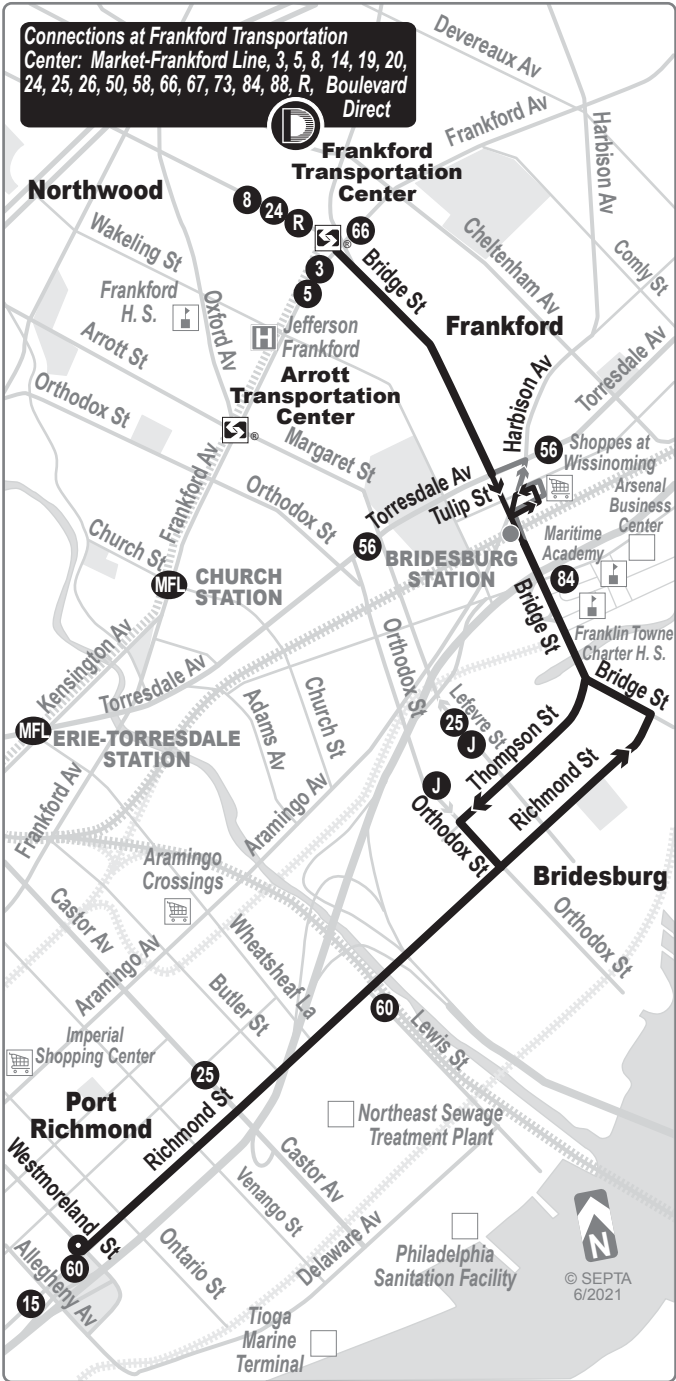 Connections at Frankford Transportation
Center: Market-Frankford Line, 3, 5, 8, 14, 19, 20,
24, 25, 26, 50, 58, 66, 67, 73, 84, 88, R, Boulevard
Direct
D
Devereaux Av
Frankford Av
Harbison Av
Frankford
Transportation
Center
Northwood
8
24
R
S
®
66
Wakeling St
Bridge St
Cheltenham Av
Comly St
3
5
Frankford
H. S.
Oxford Av
H
Jefferson
Frankford
Frankford
Arrott St
Harbison Av
Torresdale Av
Arrott
Transportation
Center
Orthodox St
S
®
Margaret St
56
Shoppes at
Wissinoming
Orthodox St
Torresdale Av
Tulip St
Arsenal
Business
Center
Frankford Av
Church St
56
BRIDESBURG
STATION
Maritime
Academy
84
MFL
CHURCH
STATION
Bridge St
Franklin Towne
Charter H. S.
Kensington Av
Orthodox St
Bridge St
Torresdale Av
Adams Av
Church St
Lefevre St
25
J
Thompson St
MFL
ERIE-TORRESDALE
STATION
Richmond St
Frankford Av
Aramingo Av
J
Orthodox St
Aramingo
Crossings
Bridesburg
Castor Av
Orthodox St
Aramingo Av
Wheatsheaf La
Butler St
60
Lewis St
Imperial
Shopping Center
25
Port
Richmond
Richmond St
Northeast Sewage
Treatment Plant
Westmoreland St
Castor Av
Venango St
Ontario St
Delaware Av
Philadelphia
Sanitation Facility
N
© SEPTA
6/2021
60
Allegheny Av
15
Tioga
Marine
Terminal